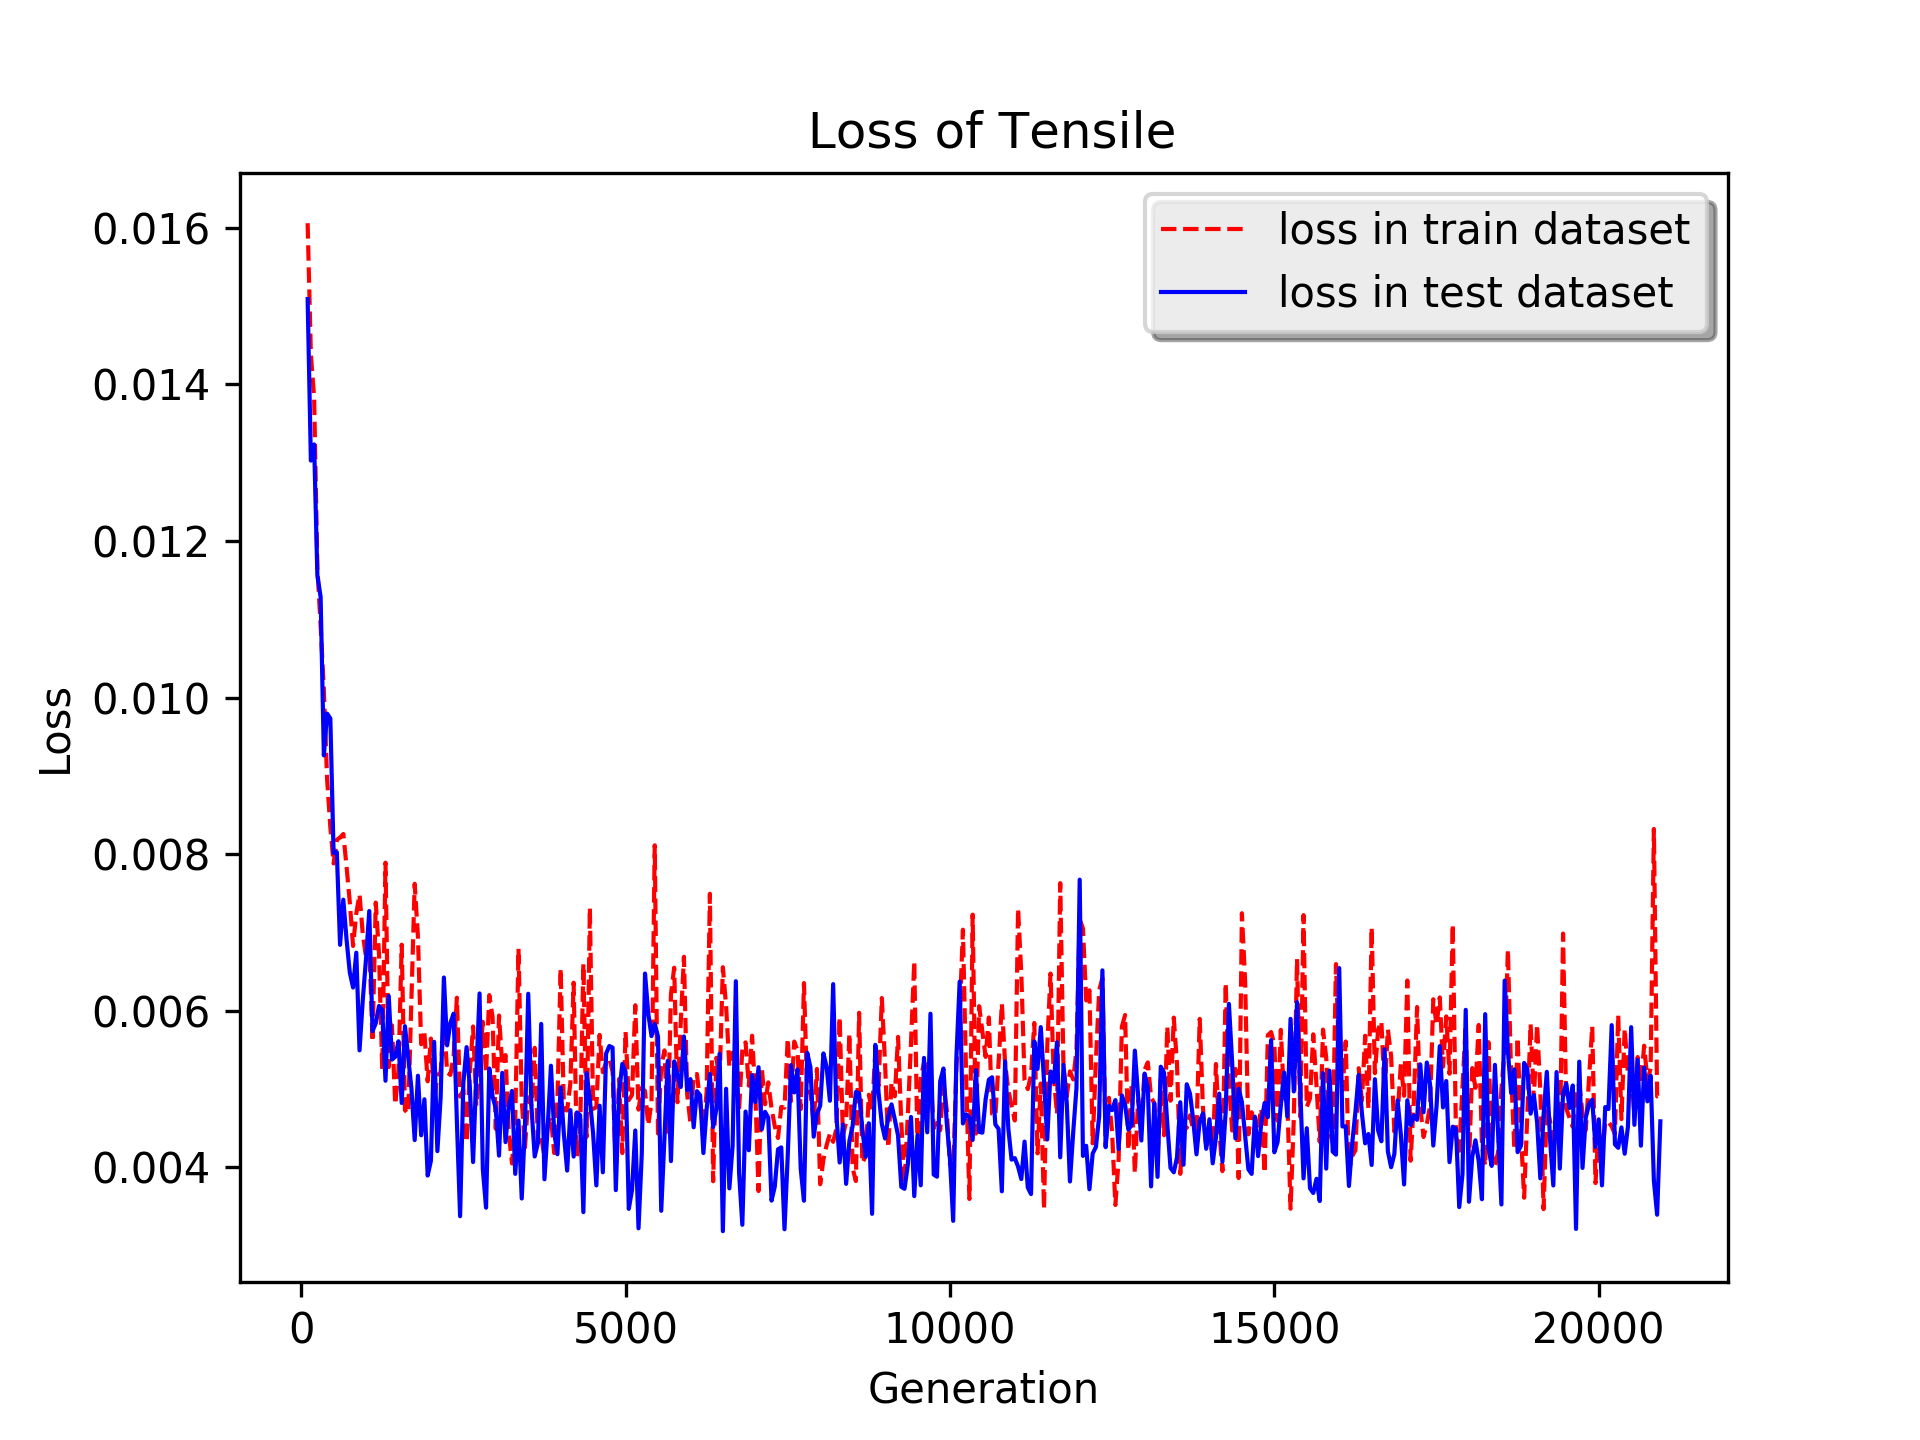 Loss of Tensile
loss in train dataset
loss in test dataset
0.016
0.014
0.012
0.010
0.008
0.006
0.004
Loss
0
5000
10000
15000
20000
Generation